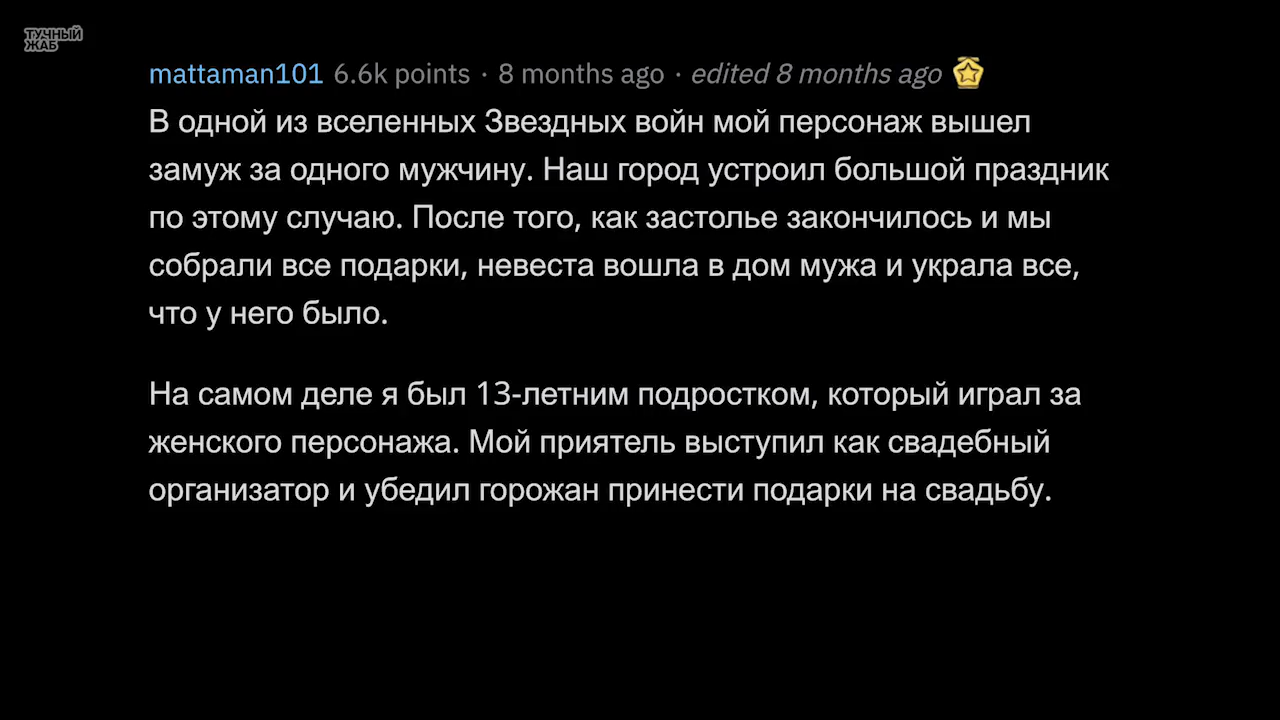 ТУЧНЫЙ
ЖАБ
mattaman101 6.6k points · 8 months ago · edited 8 months ago
В одной из вселенных Звездных войн мой персонаж вышел
замуж за одного мужчину. Наш город устроил большой праздник
по этому случаю. После того, как застолье закончилось и мы
собрали все подарки, невеста вошла в дом мужа и украла все,
что у него было.
На самом деле я был 13-летним подростком, который играл за
женского персонажа. Мой приятель выступил как свадебный
организатор и убедил горожан принести подарки на свадьбу.